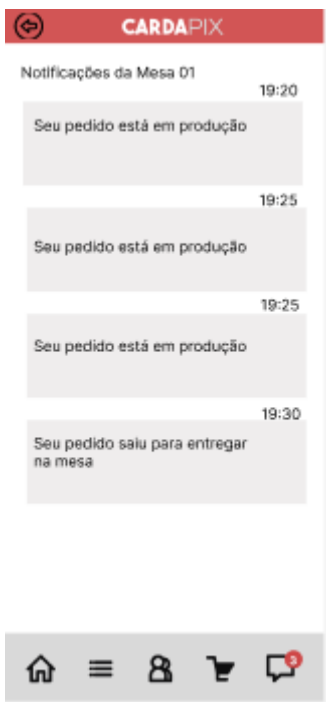 CARDAPIX
Notificações da Mesa 01
19:20
Seu pedido está em produção
19:25
Seu pedido está em produção
19:25
Seu pedido está em produção
19:30
Seu pedido saiu para entregar
na mesa
3